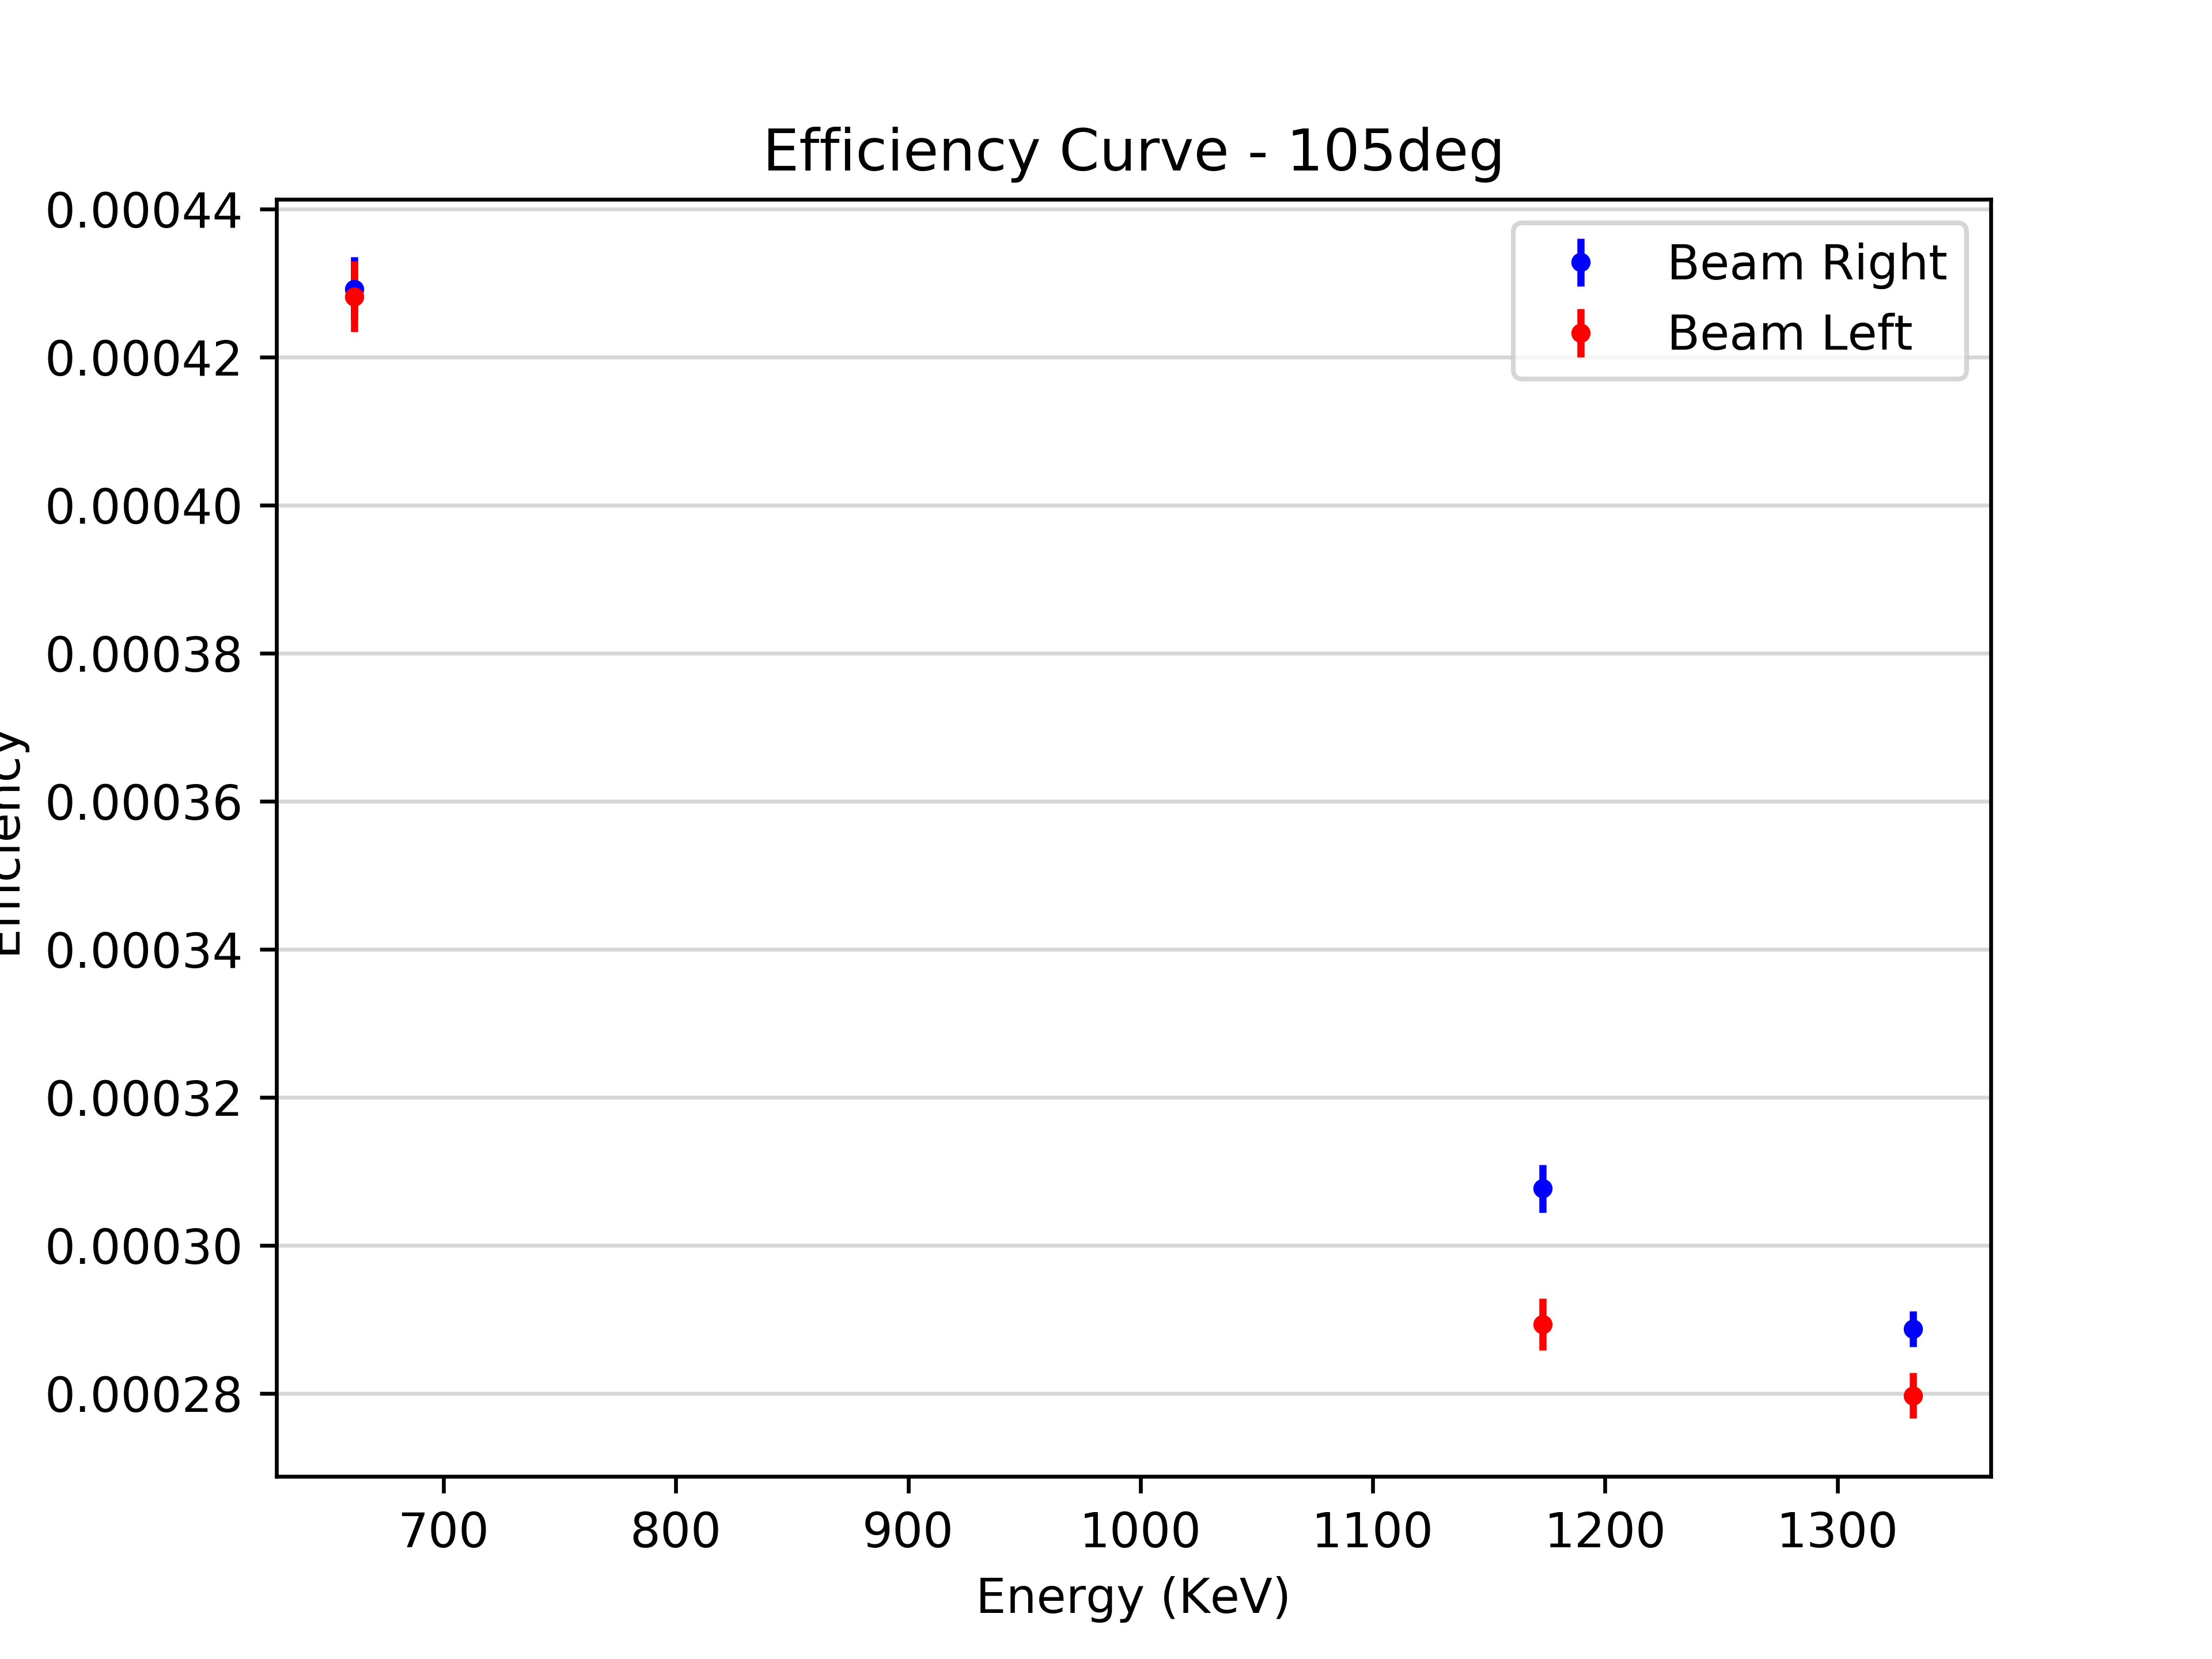 Efficiency Curve - 105deg
0.00044
0.00042
0.00040
0.00038
0.00036
0.00034
0.00032
0.00030
0.00028
Efficiency
Beam Right
Beam Left
700 800 900 1000 1100 1200 1300
Energy (KeV)